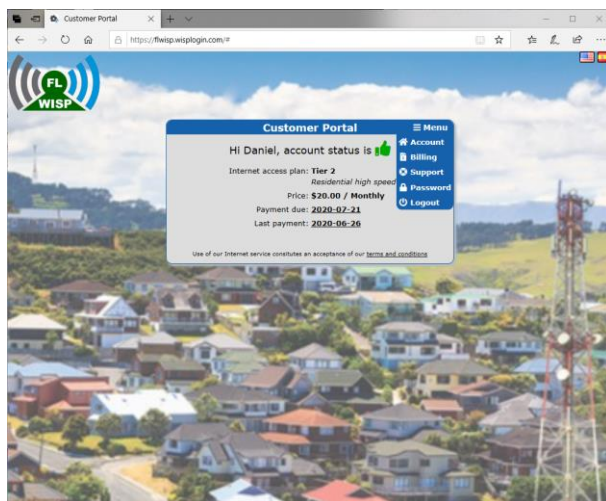 Customer Portal
https://flwisp.wisplogin.com/#
FL
WISP
Customer Portal
Menu
Account
Billing
Support
Password
Logout
Hi Daniel, account status is
Internet access plan: Tier 2
Residential high speed
Price: $20.00 / Monthly
Payment due: 2020-07-21
Last payment: 2020-06-26
Use of our Internet service consitutes an acceptance of our terms and conditions